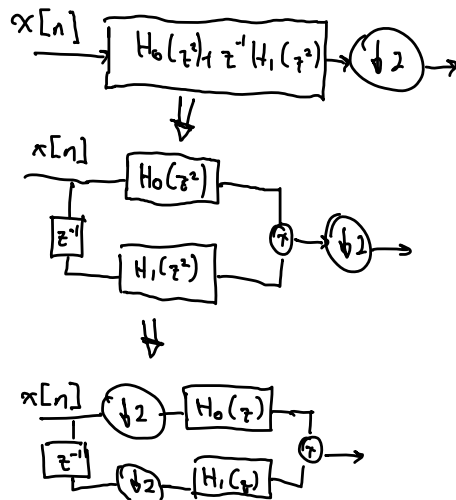 x[n]
H₀(z²)+ z⁻¹ H₁(z²)
↓2
x[n]
H₀(z²)
z⁻¹
+
↓2
H₁(z²)
x[n]
↓2
H₀(z)
z⁻¹
+
↓2
H₁(z)